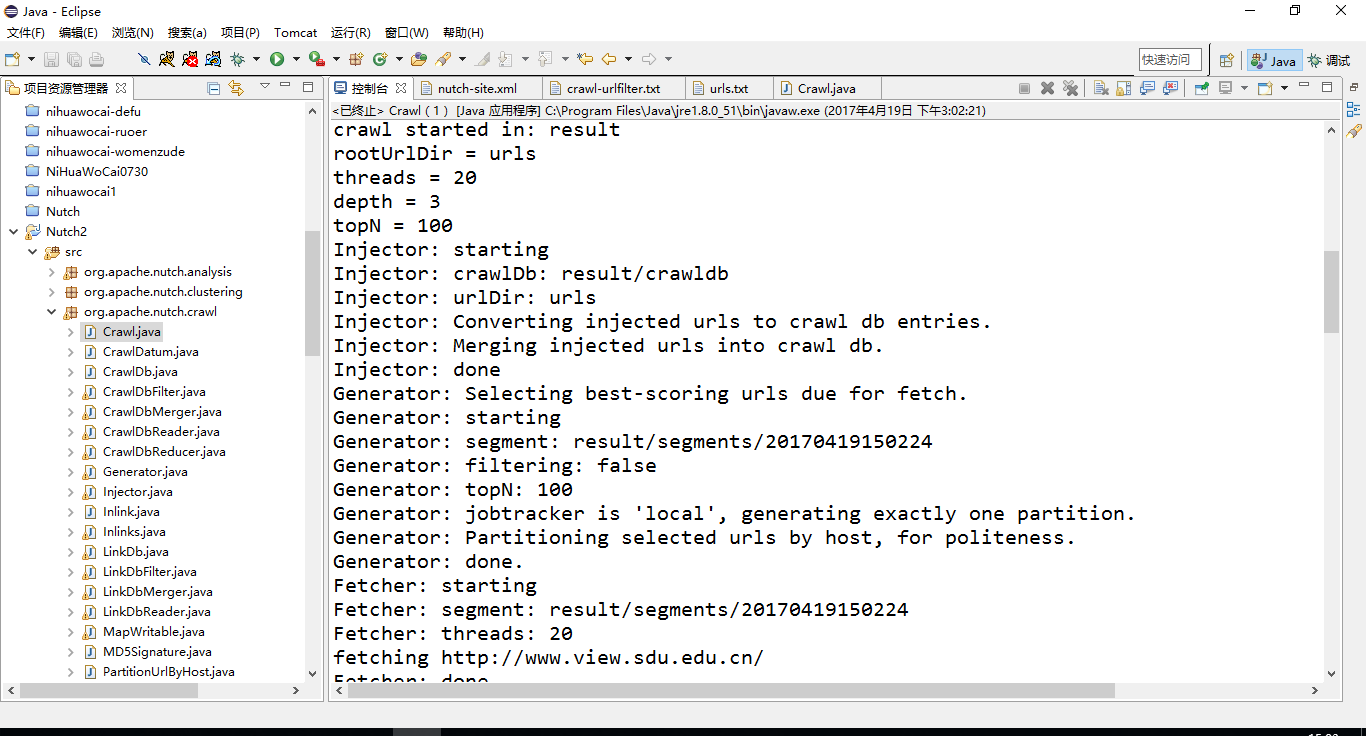 Java - Eclipse
文件(F) 编辑(E) 浏览(N) 搜索(a) 项目(P) Tomcat 运行(R) 窗口(W) 帮助(H)
快速访问 Java 调试
项目资源管理器
nihuawocai-defu
nihuawocai-ruoer
nihuawocai-womenzude
NiHuaWoCai0730
nihuawocai1
Nutch
Nutch2
src
org.apache.nutch.analysis
org.apache.nutch.clustering
org.apache.nutch.crawl
Crawl.java
CrawlDatum.java
CrawlDb.java
CrawlDbFilter.java
CrawlDbMerger.java
CrawlDbReader.java
CrawlDbReducer.java
Generator.java
Injector.java
Inlink.java
Inlinks.java
LinkDb.java
LinkDbFilter.java
LinkDbMerger.java
LinkDbReader.java
MapWritable.java
MD5Signature.java
PartitionUrlByHost.java
控制台 nutch-site.xml crawl-urlfilter.txt urls.txt Crawl.java
<已终止> Crawl ( 1 ) [Java 应用程序] C:\Program Files\Java\jre1.8.0_51\bin\javaw.exe (2017年4月19日 下午3:02:21)
crawl started in: result
rootUrlDir = urls
threads = 20
depth = 3
topN = 100
Injector: starting
Injector: crawlDb: result/crawldb
Injector: urlDir: urls
Injector: Converting injected urls to crawl db entries.
Injector: Merging injected urls into crawl db.
Injector: done
Generator: Selecting best-scoring urls due for fetch.
Generator: starting
Generator: segment: result/segments/20170419150224
Generator: filtering: false
Generator: topN: 100
Generator: jobtracker is 'local', generating exactly one partition.
Generator: Partitioning selected urls by host, for politeness.
Generator: done.
Fetcher: starting
Fetcher: segment: result/segments/20170419150224
Fetcher: threads: 20
fetching http://www.view.sdu.edu.cn/
Fetcher: done